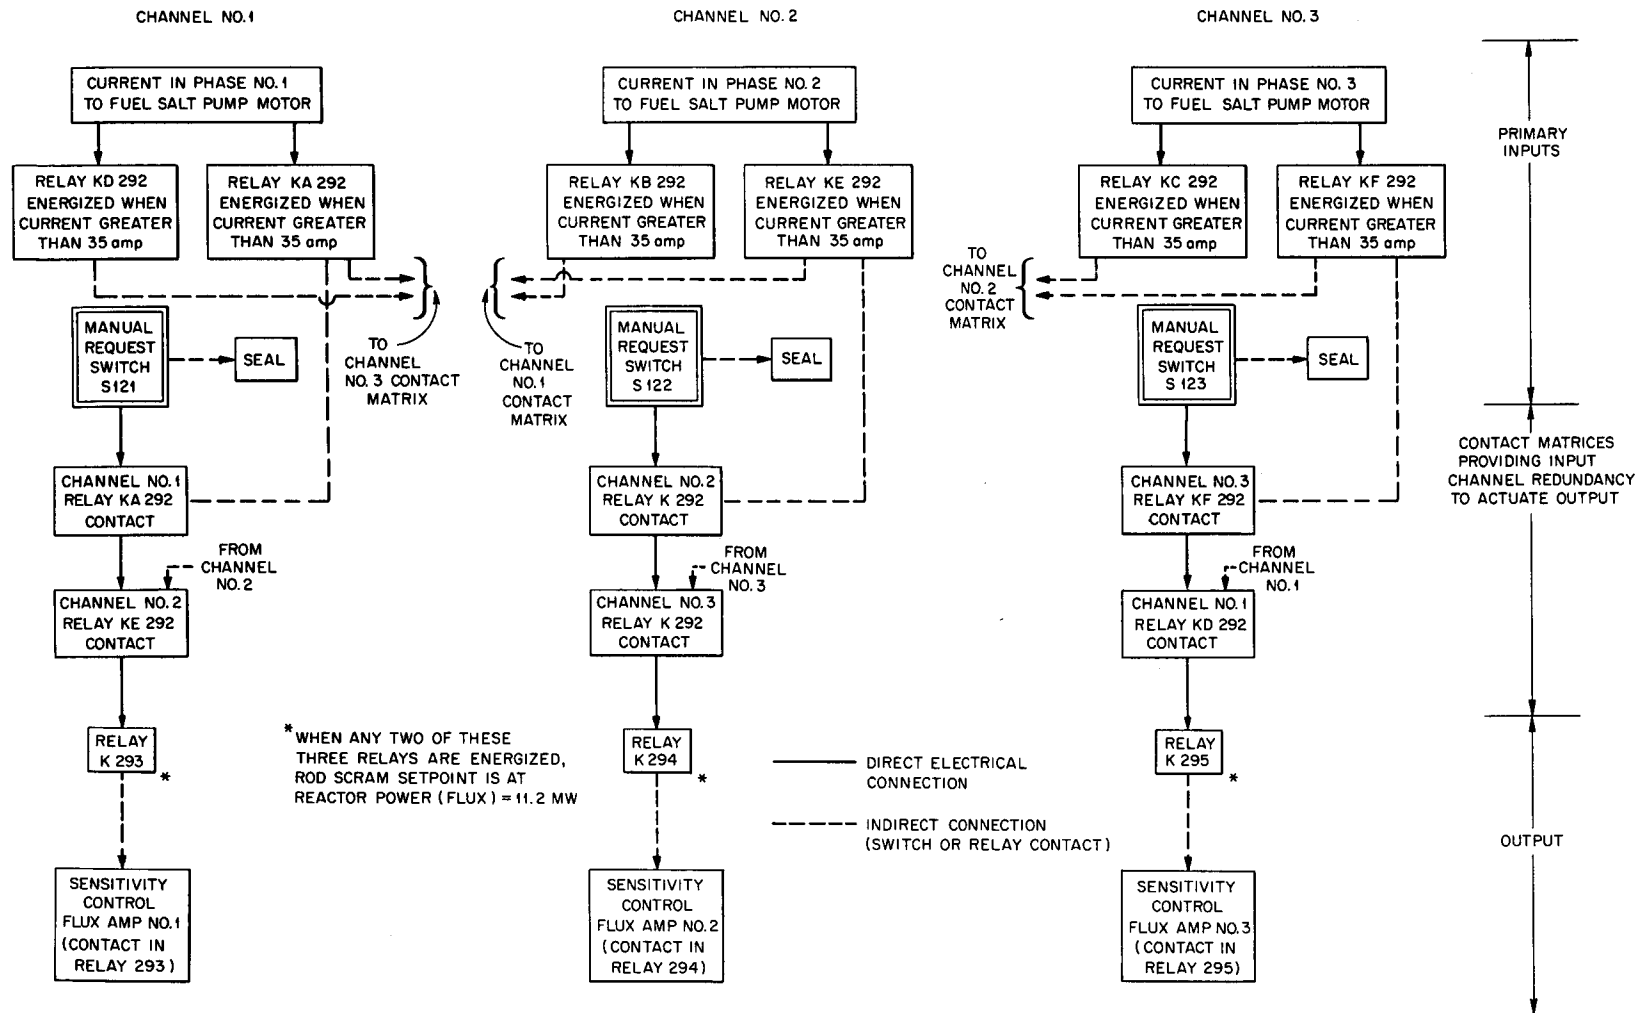 CHANNEL NO.1
CHANNEL NO. 2
CHANNEL NO. 3
CURRENT IN PHASE NO.1
TO FUEL SALT PUMP MOTOR
CURRENT IN PHASE NO. 2
TO FUEL SALT PUMP MOTOR
CURRENT IN PHASE NO. 3
TO FUEL SALT PUMP MOTOR
PRIMARY
INPUTS
RELAY KD 292
ENERGIZED WHEN
CURRENT GREATER
THAN 35 amp
RELAY KA 292
ENERGIZED WHEN
CURRENT GREATER
THAN 35 amp
RELAY KB 292
ENERGIZED WHEN
CURRENT GREATER
THAN 35 amp
RELAY KE 292
ENERGIZED WHEN
CURRENT GREATER
THAN 35 amp
RELAY KC 292
ENERGIZED WHEN
CURRENT GREATER
THAN 35 amp
RELAY KF 292
ENERGIZED WHEN
CURRENT GREATER
THAN 35 amp
TO
CHANNEL
NO. 3 CONTACT
MATRIX
TO
CHANNEL
NO.1
CONTACT
MATRIX
TO
CHANNEL
NO. 2
CONTACT
MATRIX
MANUAL
REQUEST
SWITCH
S121
SEAL
MANUAL
REQUEST
SWITCH
S 122
SEAL
MANUAL
REQUEST
SWITCH
S 123
SEAL
CONTACT MATRICES
PROVIDING INPUT
CHANNEL REDUNDANCY
TO ACTUATE OUTPUT
CHANNEL NO.1
RELAY KA 292
CONTACT
CHANNEL NO.2
RELAY K 292
CONTACT
CHANNEL NO.3
RELAY KF 292
CONTACT
FROM
CHANNEL
NO.2
FROM
CHANNEL
NO.3
FROM
CHANNEL
NO.1
CHANNEL NO. 2
RELAY KE 292
CONTACT
CHANNEL NO.3
RELAY K 292
CONTACT
CHANNEL NO.1
RELAY KD 292
CONTACT
RELAY
K 293
*
*WHEN ANY TWO OF THESE
THREE RELAYS ARE ENERGIZED,
ROD SCRAM SETPOINT IS AT
REACTOR POWER (FLUX) = 11.2 MW
RELAY
K 294
*
RELAY
K 295
*
DIRECT ELECTRICAL
CONNECTION
INDIRECT CONNECTION
(SWITCH OR RELAY CONTACT)
OUTPUT
SENSITIVITY
CONTROL
FLUX AMP NO.1
(CONTACT IN
RELAY 293)
SENSITIVITY
CONTROL
FLUX AMP NO.2
(CONTACT IN
RELAY 294)
SENSITIVITY
CONTROL
FLUX AMP NO.3
(CONTACT IN
RELAY 295)